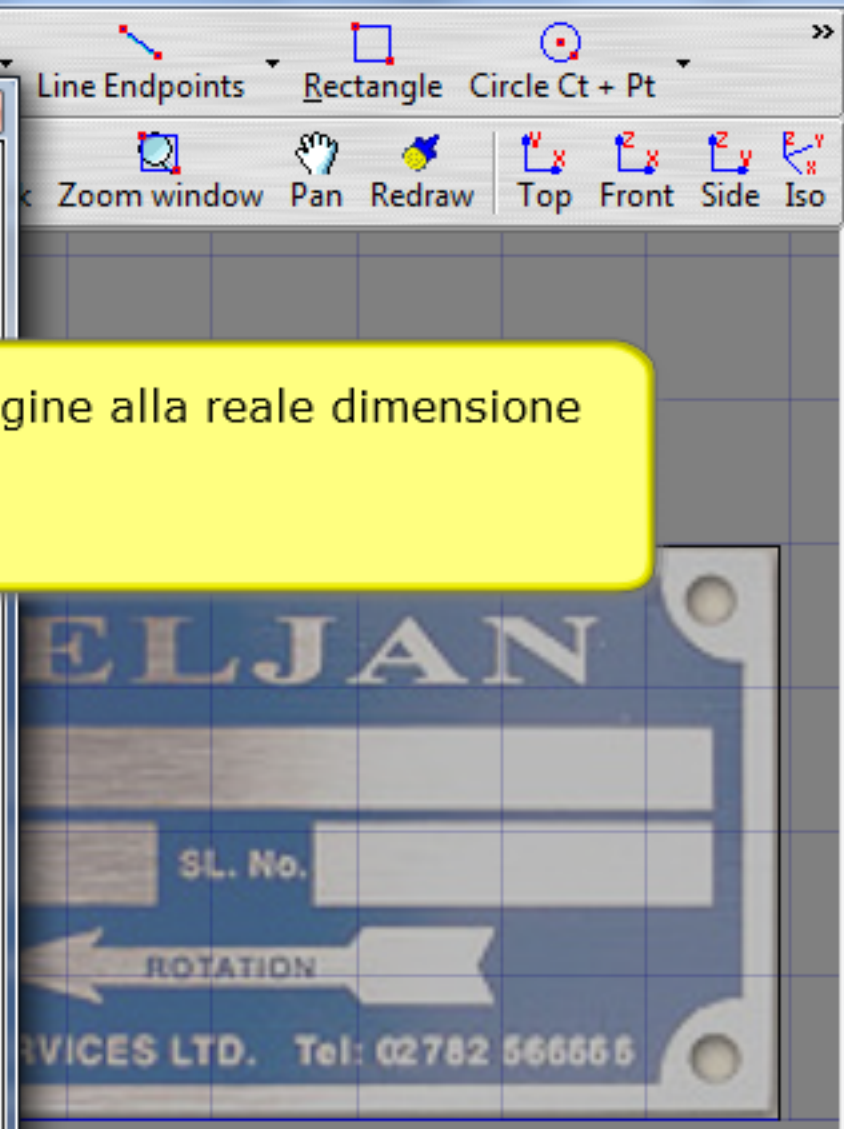 Line Endpoints Rectangle Circle Ct + Pt »
Zoom window Pan Redraw Top Front Side Iso
gine alla reale dimensione
ELJAN
SL. No.
ROTATION
RVICES LTD. Tel: 02782 566556